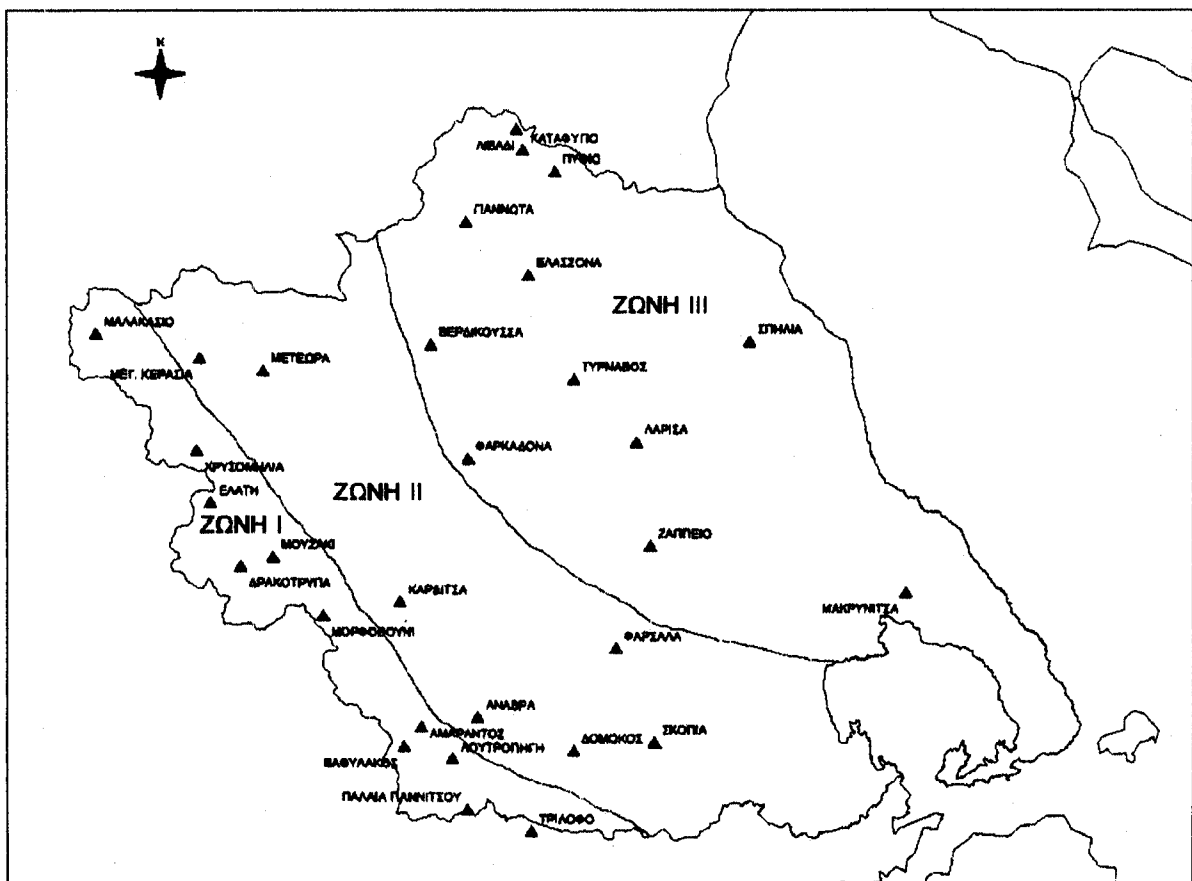 N
ΚΑΤΑΦΥΓΙΟ
ΛΙΒΑΔΙ
ΠΥΘΙΟ
ΓΙΑΝΝΩΤΑ
ΕΛΑΣΣΟΝΑ
ΖΩΝΗ III
ΜΑΛΑΚΑΣΙΟ
ΒΕΡΔΙΚΟΥΣΣΑ
ΣΠΗΛΙΑ
ΜΕΤΕΩΡΑ
ΜΕΓ. ΚΕΡΑΣΙΑ
ΤΥΡΝΑΒΟΣ
ΛΑΡΙΣΑ
ΦΑΡΚΑΔΟΝΑ
ΧΡΥΣΟΜΗΛΙΑ
ΕΛΑΤΗ
ΖΩΝΗ II
ΖΩΝΗ I
ΜΟΥΖΑΚΙ
ΖΑΠΠΕΙΟ
ΔΡΑΚΟΤΡΥΠΑ
ΚΑΡΔΙΤΣΑ
ΜΑΚΡΥΝΙΤΣΑ
ΜΟΡΦΟΒΟΥΝΙ
ΦΑΡΣΑΛΑ
ΑΝΑΒΡΑ
ΑΜΑΡΑΝΤΟΣ
ΣΚΟΠΙΑ
ΔΟΜΟΚΟΣ
ΛΟΥΤΡΟΠΗΓΗ
ΒΑΘΥΛΑΚΟΣ
ΠΑΛΑΙΑ ΓΙΑΝΝΙΤΣΟΥ
ΤΡΙΛΟΦΟ